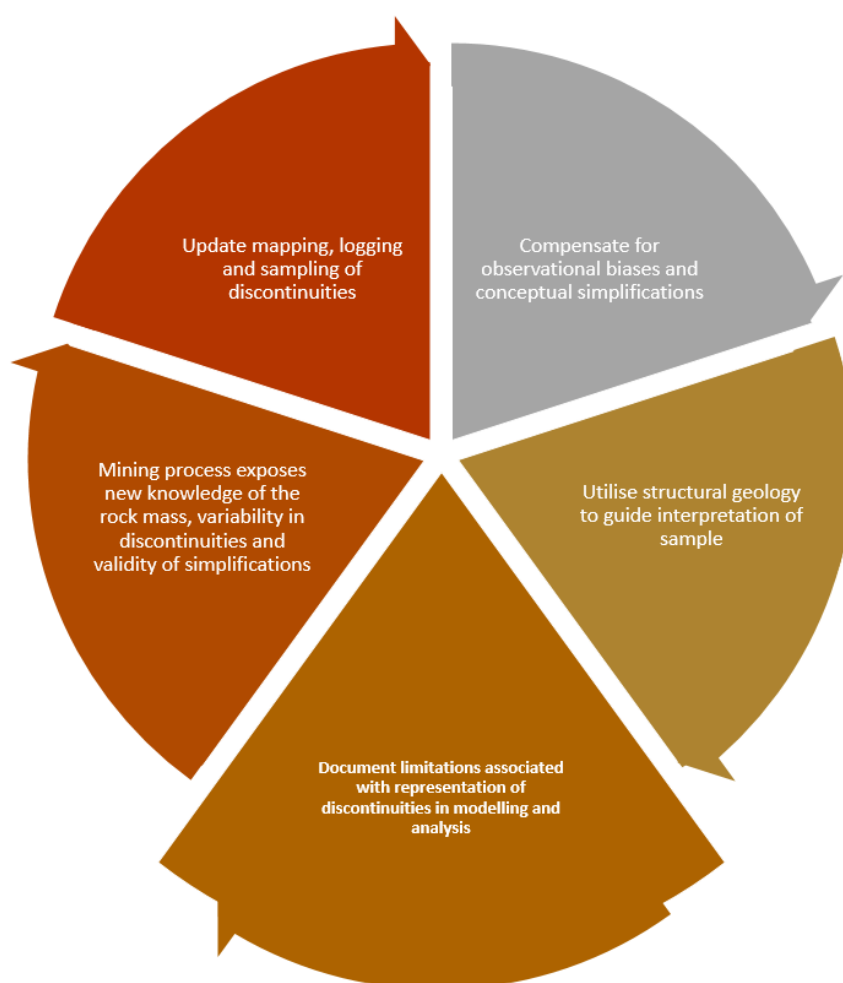 Update mapping, logging
and sampling of
discontinuities
Compensate for
observational biases and
conceptual simplifications
Utilise structural geology
to guide interpretation of
sample
Document limitations associated
with representation of
discontinuities in modelling and
analysis
Mining process exposes
new knowledge of the
rock mass, variability in
discontinuities and
validity of simplifications